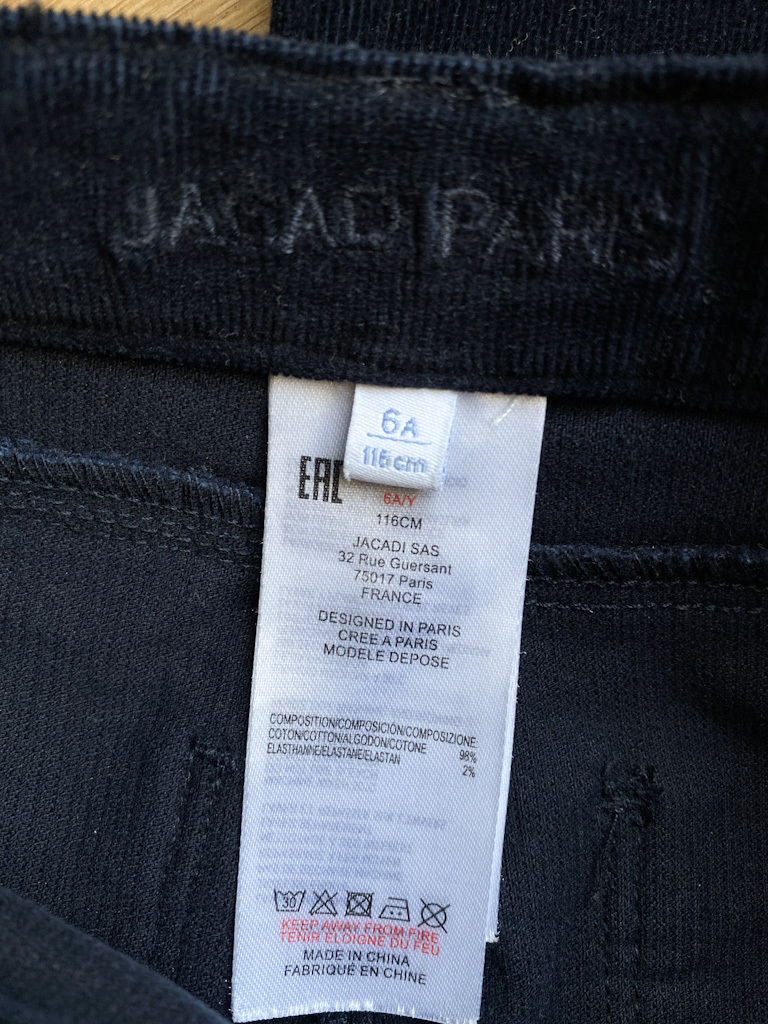 JACADI PARIS
6A
116cm
EAC
6A/Y
116CM
JACADI SAS
32 Rue Guersant
75017 Paris
FRANCE
DESIGNED IN PARIS
CREE A PARIS
MODELE DEPOSE
COMPOSITION/COMPOSICIÓN/COMPOSIZIONE
COTON/COTTON/ALGODON/COTONE 98%
ELASTHANNE/ELASTANE/ELASTAN 2%
30
KEEP AWAY FROM FIRE
TENIR ELOIGNE DU FEU
MADE IN CHINA
FABRIQUÉ EN CHINE